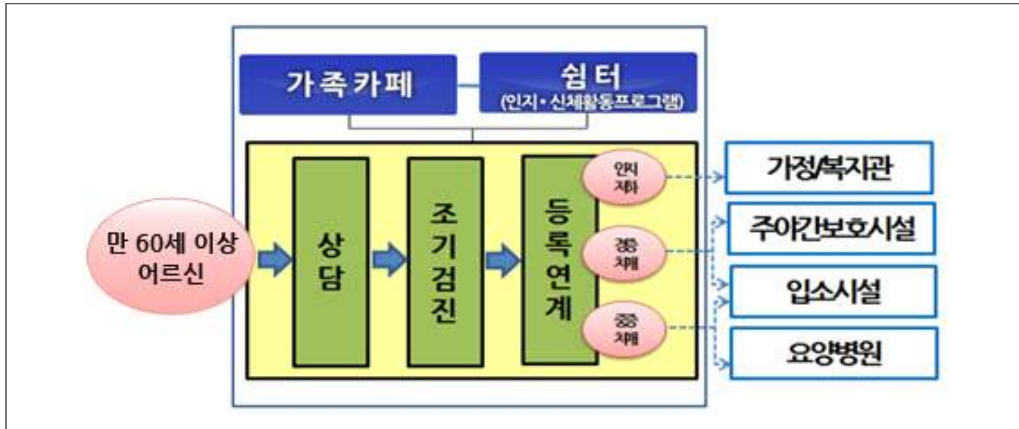 가족카페
쉼터
(인지·신체활동프로그램)
만 60세 이상
어르신
상담
조기검진
등록연계
인지
저하
경증
치매
중증
치매
가정/복지관
주야간보호시설
입소시설
요양병원